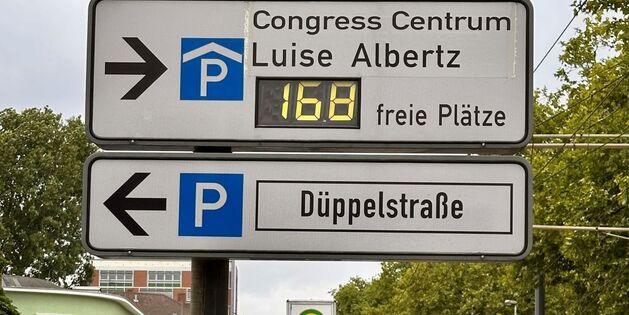 Congress Centrum
P Luise Albertz
168 freie Plätze
P Düppelstraße